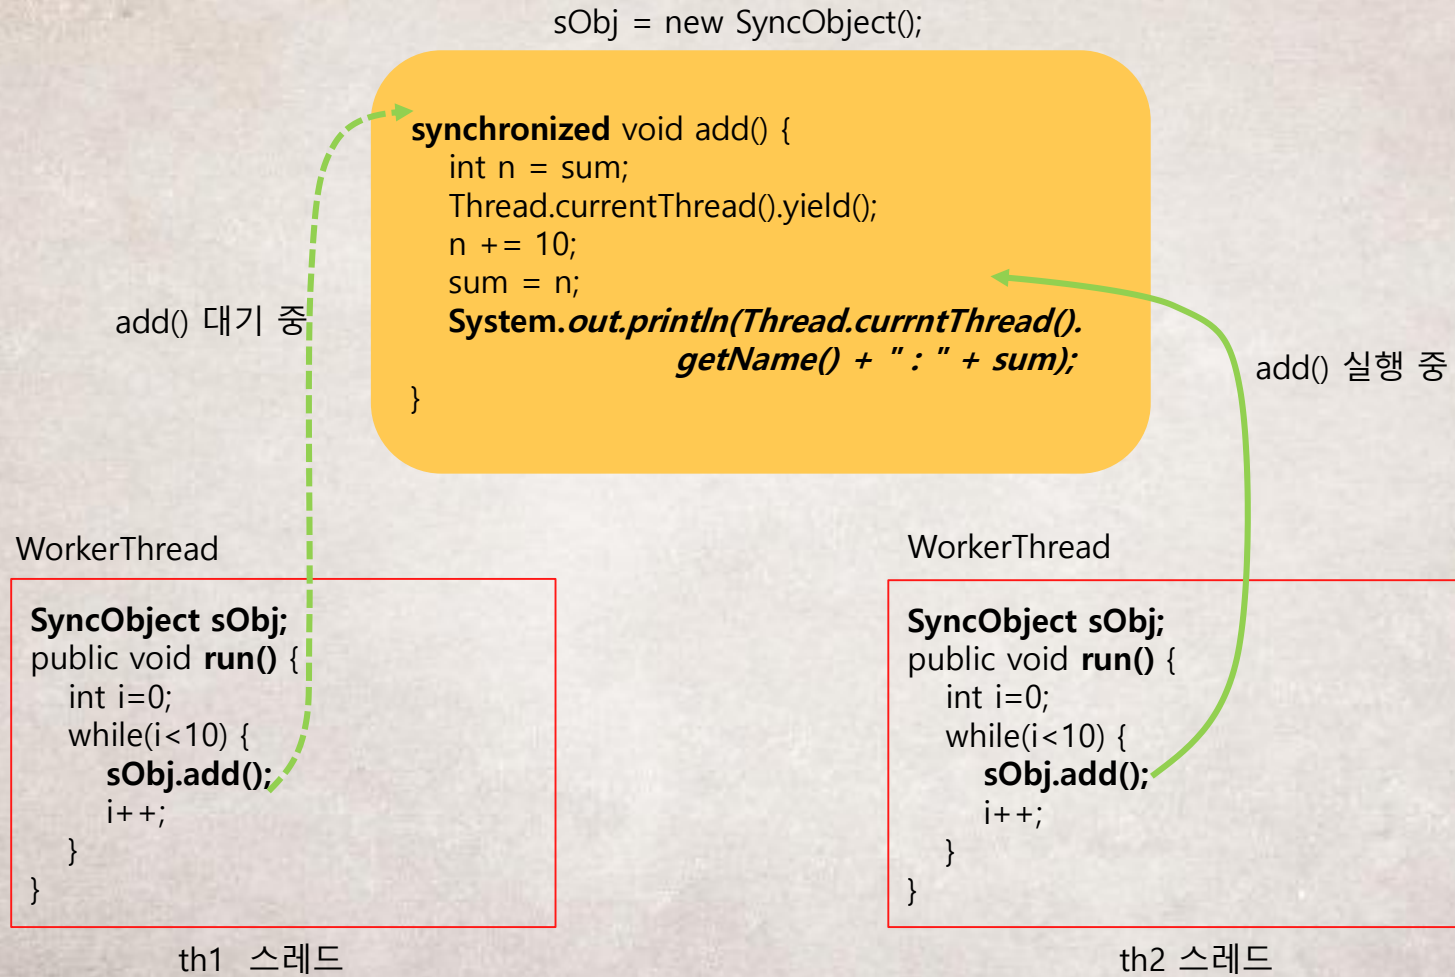 sObj = new SyncObject();
synchronized void add() {
int n = sum;
Thread.currentThread().yield();
n += 10;
sum = n;
System.out.println(Thread.currntThread().
getName() + " : " + sum);
}
add() 대기 중
add() 실행 중
WorkerThread
SyncObject sObj;
public void run() {
int i=0;
while(i<10) {
sObj.add();
i++;
}
}
th1 스레드
WorkerThread
SyncObject sObj;
public void run() {
int i=0;
while(i<10) {
sObj.add();
i++;
}
}
th2 스레드